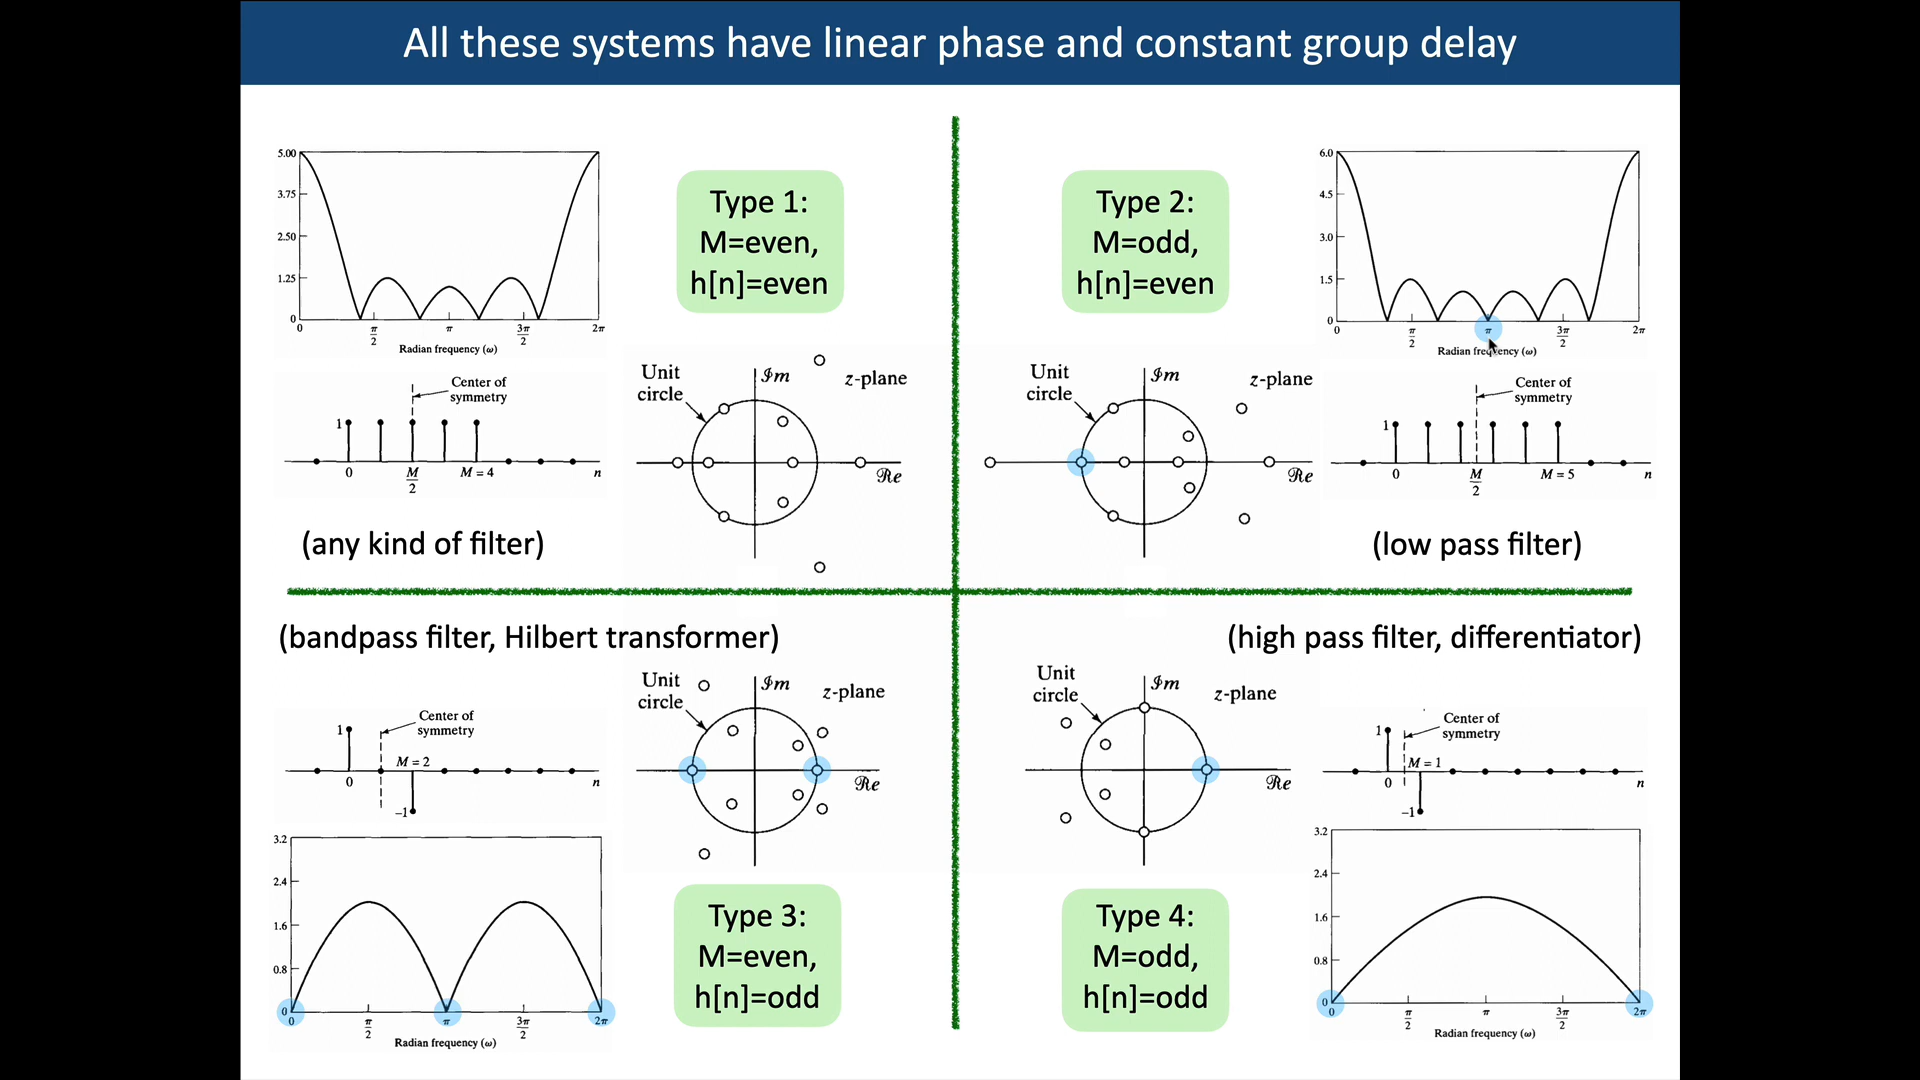 All these systems have linear phase and constant group delay
5.00
3.75
2.50
1.25
0
0
π/2
π
3π/2
2π
Radian frequency (ω)
Type 1:
M=even,
h[n]=even
Center of
symmetry
1
0
M/2
M = 4
n
Unit
circle
𝓘m
z-plane
𝓡e
(any kind of filter)
Type 2:
M=odd,
h[n]=even
6.0
4.5
3.0
1.5
0
0
π/2
π
3π/2
2π
Radian frequency (ω)
Unit
circle
𝓘m
z-plane
𝓡e
Center of
symmetry
1
0
M/2
M = 5
n
(low pass filter)
(bandpass filter, Hilbert transformer)
Center of
symmetry
1
M = 2
0
n
−1
Unit
circle
𝓘m
z-plane
𝓡e
3.2
2.4
1.6
0.8
0
0
π/2
π
3π/2
2π
Radian frequency (ω)
Type 3:
M=even,
h[n]=odd
(high pass filter, differentiator)
Unit
circle
𝓘m
z-plane
𝓡e
Center of
symmetry
1
M = 1
0
n
−1
Type 4:
M=odd,
h[n]=odd
3.2
2.4
1.6
0.8
0
0
π/2
π
3π/2
2π
Radian frequency (ω)